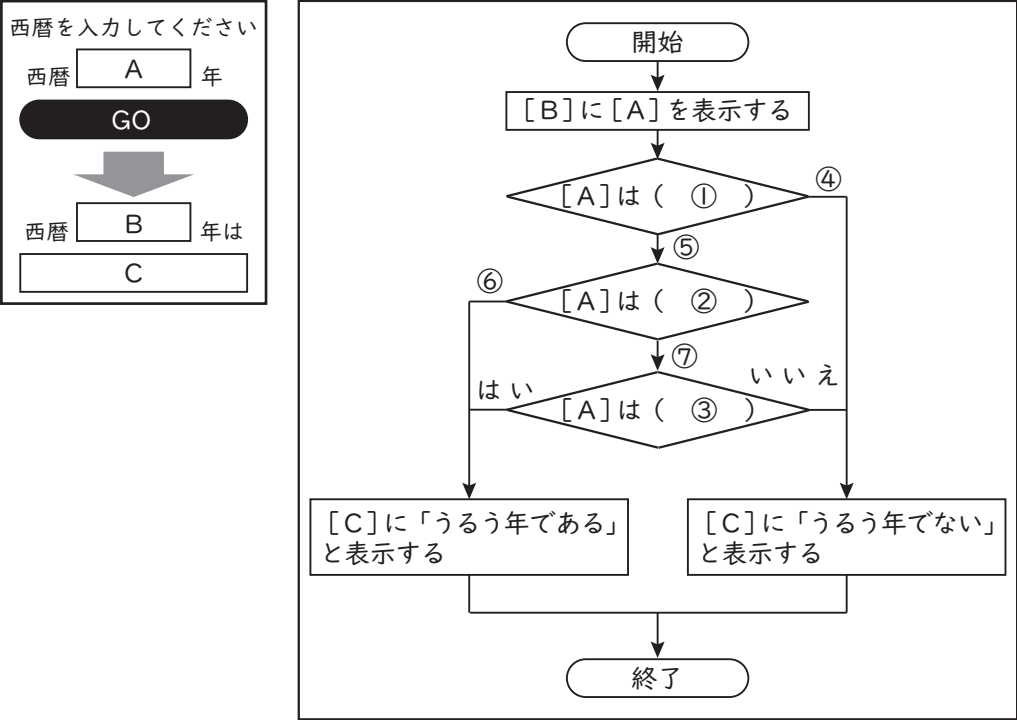 西暦を入力してください
西暦 A 年
GO
西暦 B 年は
C
開始
[B]に[A]を表示する
[A]は( ① )
④
⑤
⑥
[A]は( ② )
⑦
はい
いいえ
[A]は( ③ )
[C]に「うるう年である」
と表示する
[C]に「うるう年でない」
と表示する
終了